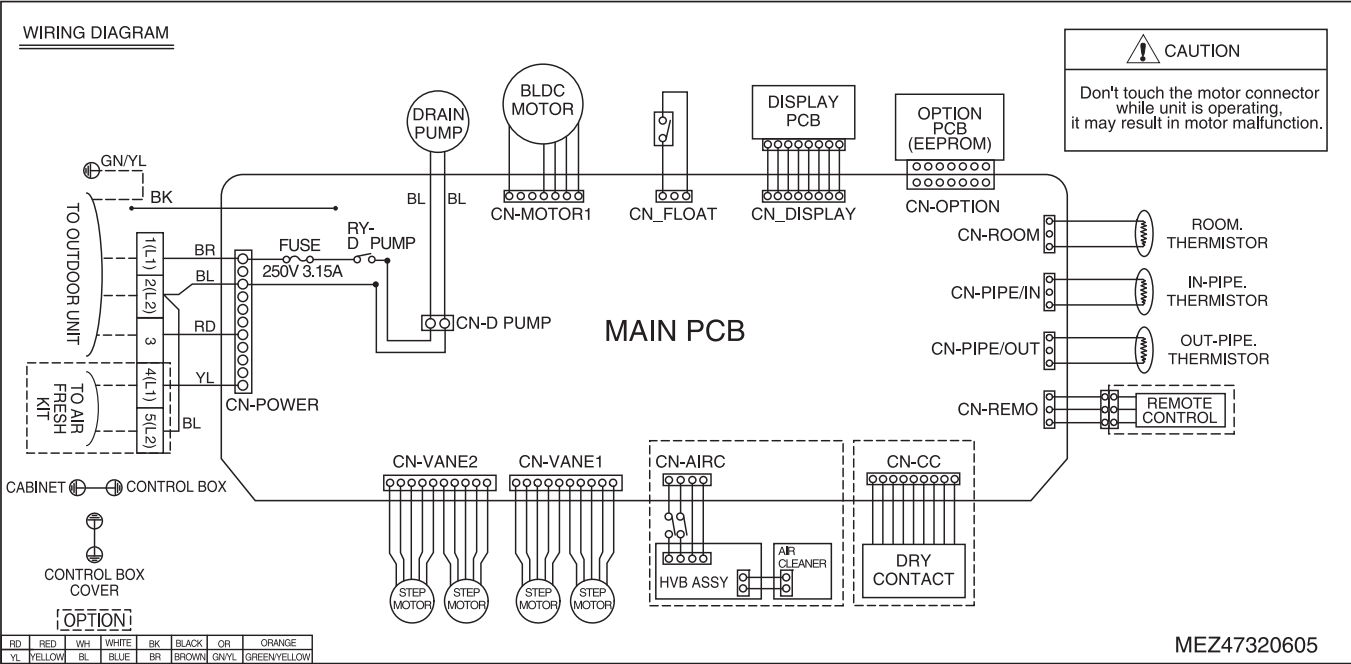 WIRING DIAGRAM
CAUTION
Don't touch the motor connector
while unit is operating,
it may result in motor malfunction.
DRAIN
PUMP
BLDC
MOTOR
DISPLAY
PCB
OPTION
PCB
(EEPROM)
GN/YL
BK
BL
BL
CN-MOTOR1
CN_FLOAT
CN_DISPLAY
CN-OPTION
TO OUTDOOR UNIT
1(L1)
2(L2)
3
4(L1)
5(L2)
BR
BL
RD
YL
BL
TO AIR
FRESH
KIT
FUSE
250V 3.15A
RY-
D PUMP
CN-D PUMP
CN-POWER
MAIN PCB
CN-ROOM
ROOM.
THERMISTOR
CN-PIPE/IN
IN-PIPE.
THERMISTOR
CN-PIPE/OUT
OUT-PIPE.
THERMISTOR
CN-REMO
REMOTE
CONTROL
CN-VANE2
CN-VANE1
CN-AIRC
CN-CC
STEP
MOTOR
STEP
MOTOR
STEP
MOTOR
STEP
MOTOR
HVB ASSY
AIR
CLEANER
DRY
CONTACT
CABINET
CONTROL BOX
CONTROL BOX
COVER
OPTION
RD RED WH WHITE BK BLACK OR ORANGE
YL YELLOW BL BLUE BR BROWN GN/YL GREEN/YELLOW
MEZ47320605